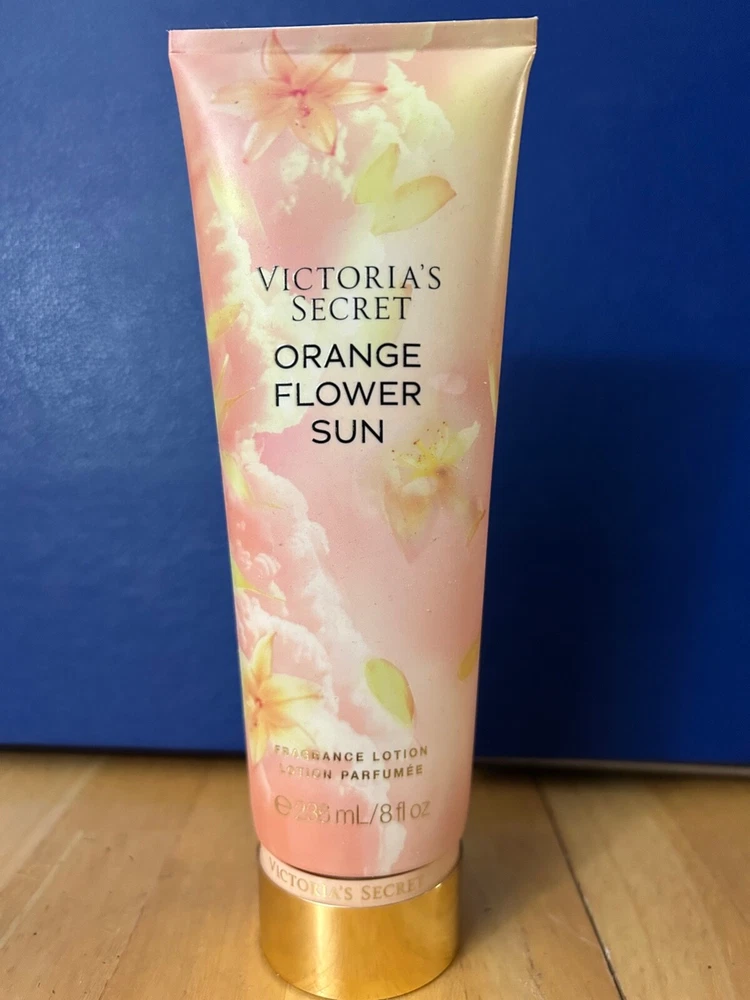 VICTORIA'S
SECRET
ORANGE
FLOWER
SUN
FRAGRANCE LOTION
LOTION PARFUMÉE
℮ 236 mL/8 fl oz
VICTORIA'S SECRET